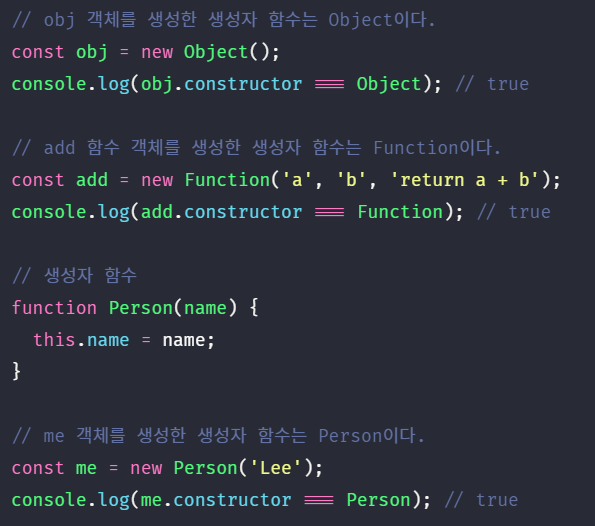 // obj 객체를 생성한 생성자 함수는 Object이다.
const obj = new Object();
console.log(obj.constructor === Object); // true

// add 함수 객체를 생성한 생성자 함수는 Function이다.
const add = new Function('a', 'b', 'return a + b');
console.log(add.constructor === Function); // true

// 생성자 함수
function Person(name) {
  this.name = name;
}

// me 객체를 생성한 생성자 함수는 Person이다.
const me = new Person('Lee');
console.log(me.constructor === Person); // true